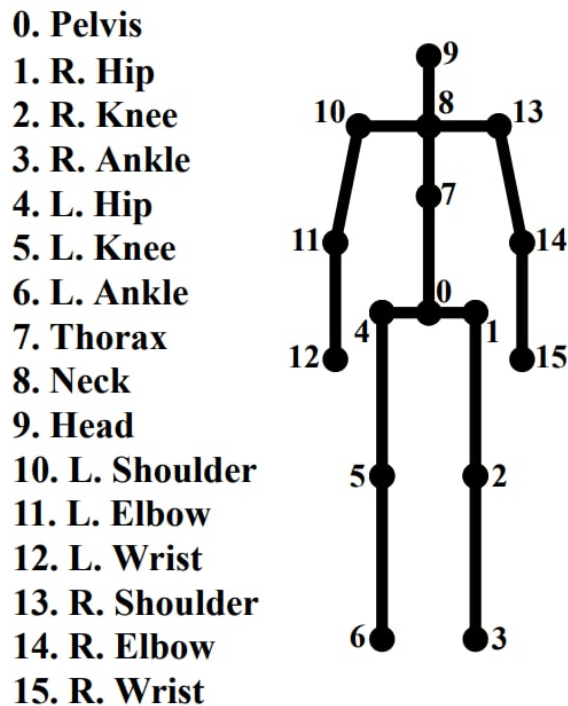 0. Pelvis
1. R. Hip
2. R. Knee
3. R. Ankle
4. L. Hip
5. L. Knee
6. L. Ankle
7. Thorax
8. Neck
9. Head
10. L. Shoulder
11. L. Elbow
12. L. Wrist
13. R. Shoulder
14. R. Elbow
15. R. Wrist
9
10 8 13
7
11 14
0
4 1
12 15
5 2
6 3